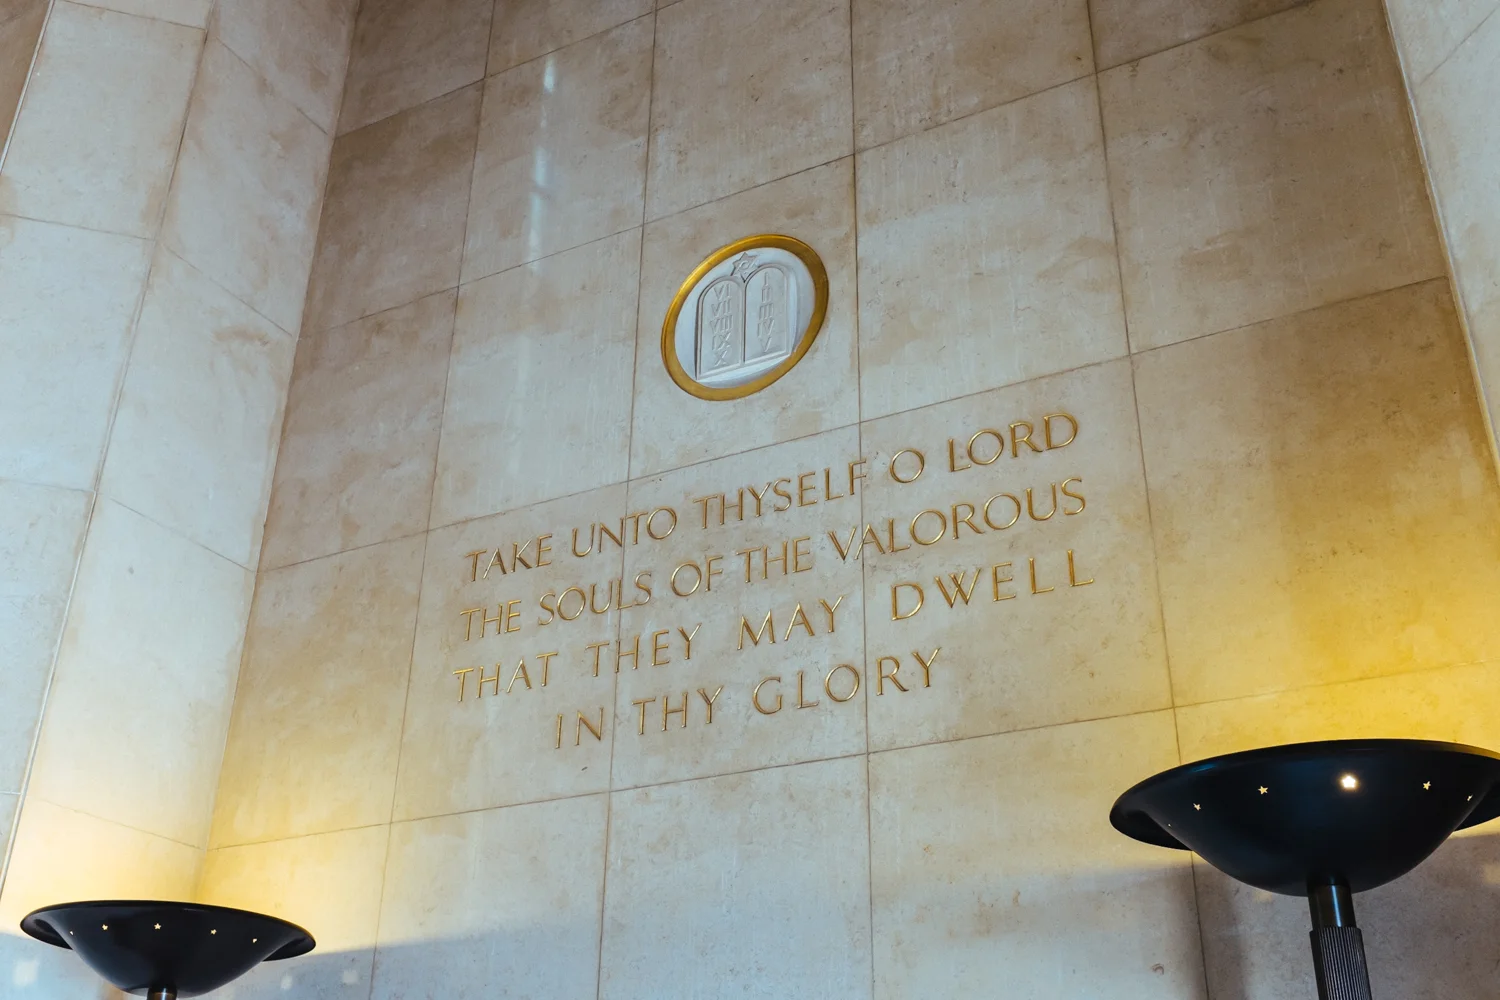 TAKE UNTO THYSELF O LORD
THE SOULS OF THE VALOROUS
THAT THEY MAY DWELL
IN THY GLORY